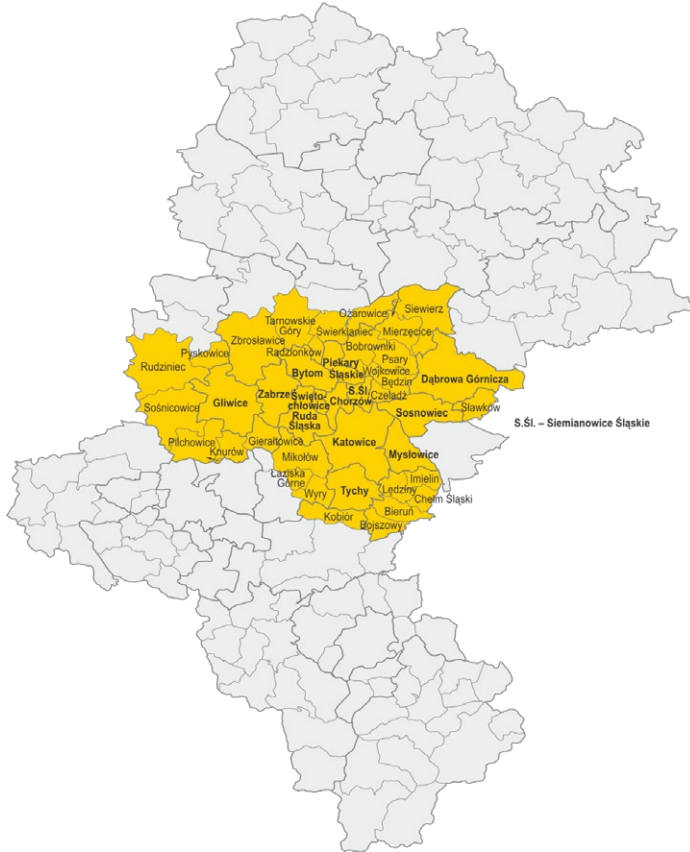 Ożarowice
Siewierz
Tarnowskie
Góry
Świerklaniec
Mierzęcice
Zbrosławice
Bobrowniki
Pyskowice
Radzionków
Psary
Rudziniec
Piekary
Śląskie
Wojkowice
Bytom
Będzin
Dąbrowa Górnicza
Zabrze
Święto-
chłowice
S.Śl.
Chorzów
Czeladź
Gliwice
Sośnicowice
Sławków
Sosnowiec
Ruda
Śląska
S.Śl. – Siemianowice Śląskie
Pilchowice
Knurów
Gierałtowice
Katowice
Mikołów
Mysłowice
Łaziska
Górne
Imielin
Wyry
Tychy
Lędziny
Chełm Śląski
Kobiór
Bieruń
Bojszowy